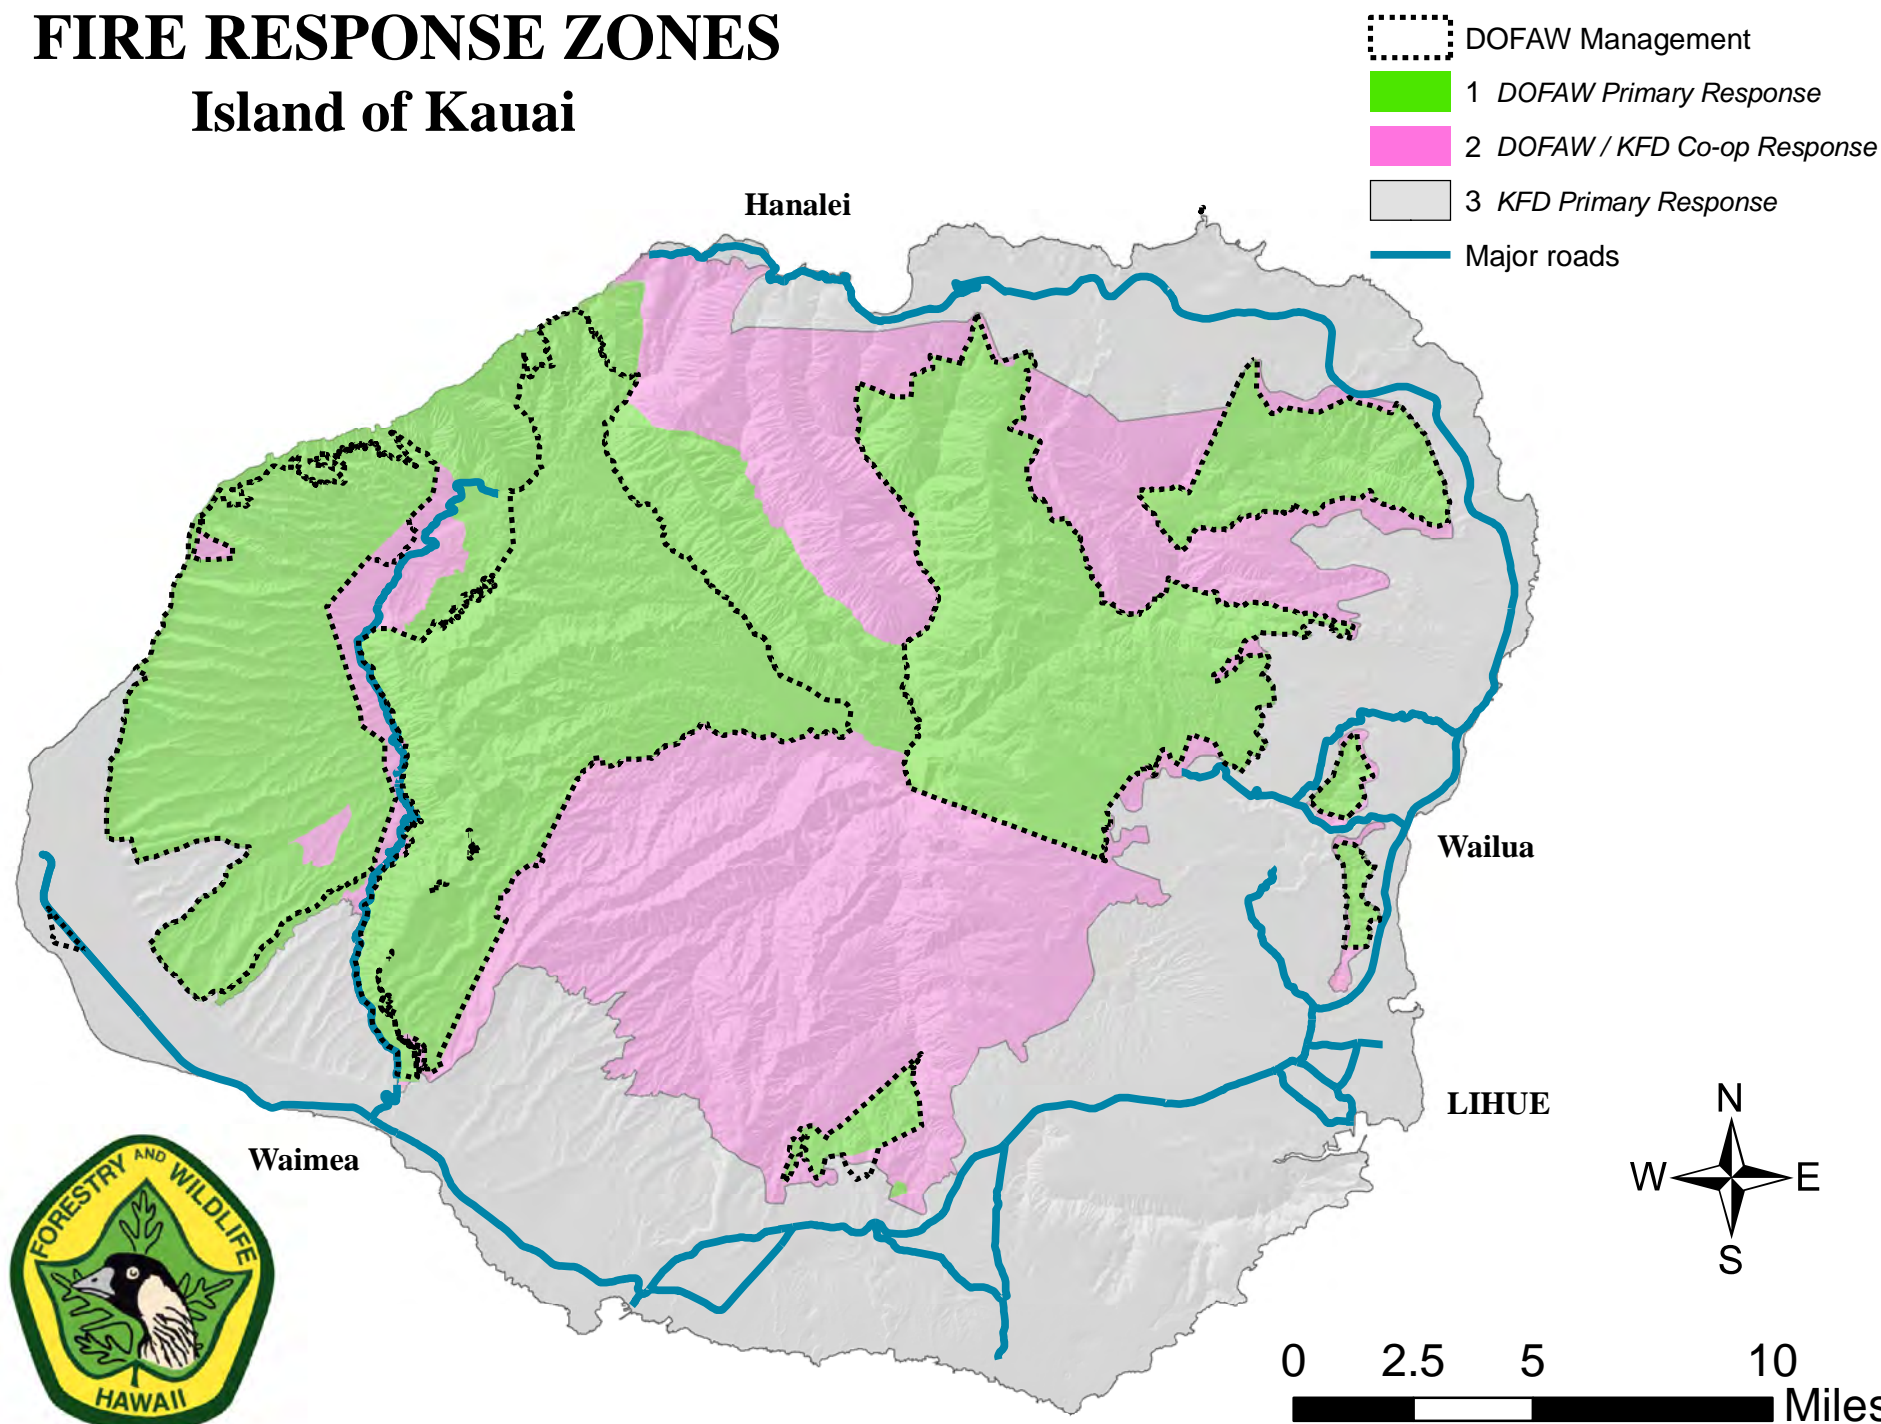 FIRE RESPONSE ZONES
Island of Kauai
DOFAW Management
1 DOFAW Primary Response
2 DOFAW / KFD Co-op Response
3 KFD Primary Response
Major roads
Hanalei
Wailua
LIHUE
Waimea
N
W E
S
FORESTRY AND WILDLIFE
HAWAII
0 2.5 5 10
Miles